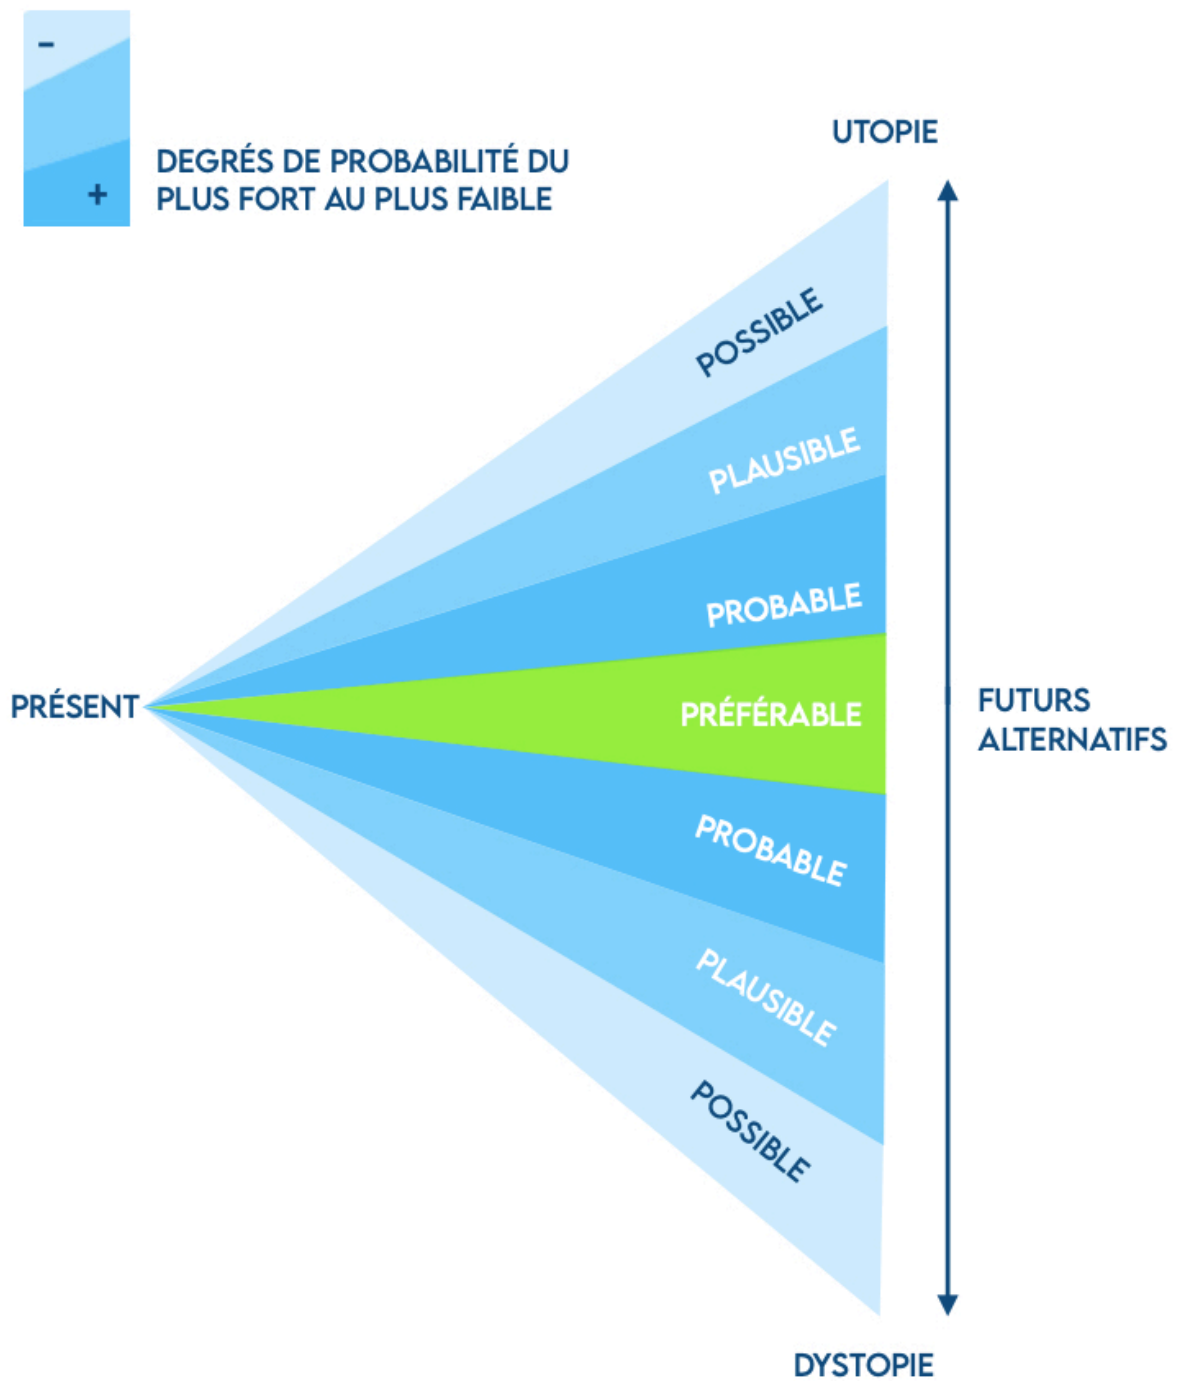 −
+
DEGRÉS DE PROBABILITÉ DU
PLUS FORT AU PLUS FAIBLE
UTOPIE
POSSIBLE
PLAUSIBLE
PROBABLE
PRÉSENT
PRÉFÉRABLE
FUTURS
ALTERNATIFS
PROBABLE
PLAUSIBLE
POSSIBLE
DYSTOPIE